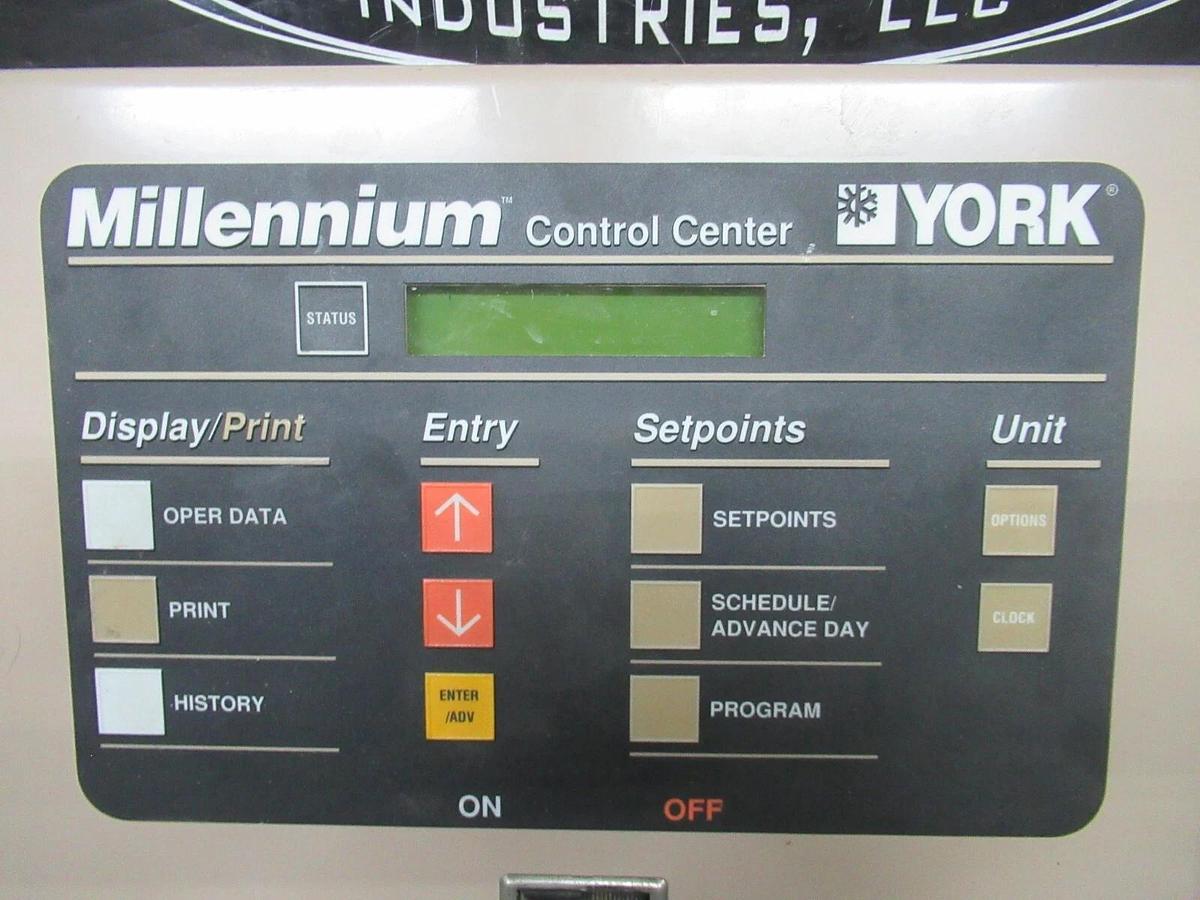 INDUSTRIES, LLC
Millennium™ Control Center YORK®
STATUS
Display/Print
Entry
Setpoints
Unit
OPER DATA
SETPOINTS
OPTIONS
PRINT
SCHEDULE/
ADVANCE DAY
CLOCK
HISTORY
ENTER
/ADV
PROGRAM
ON
OFF